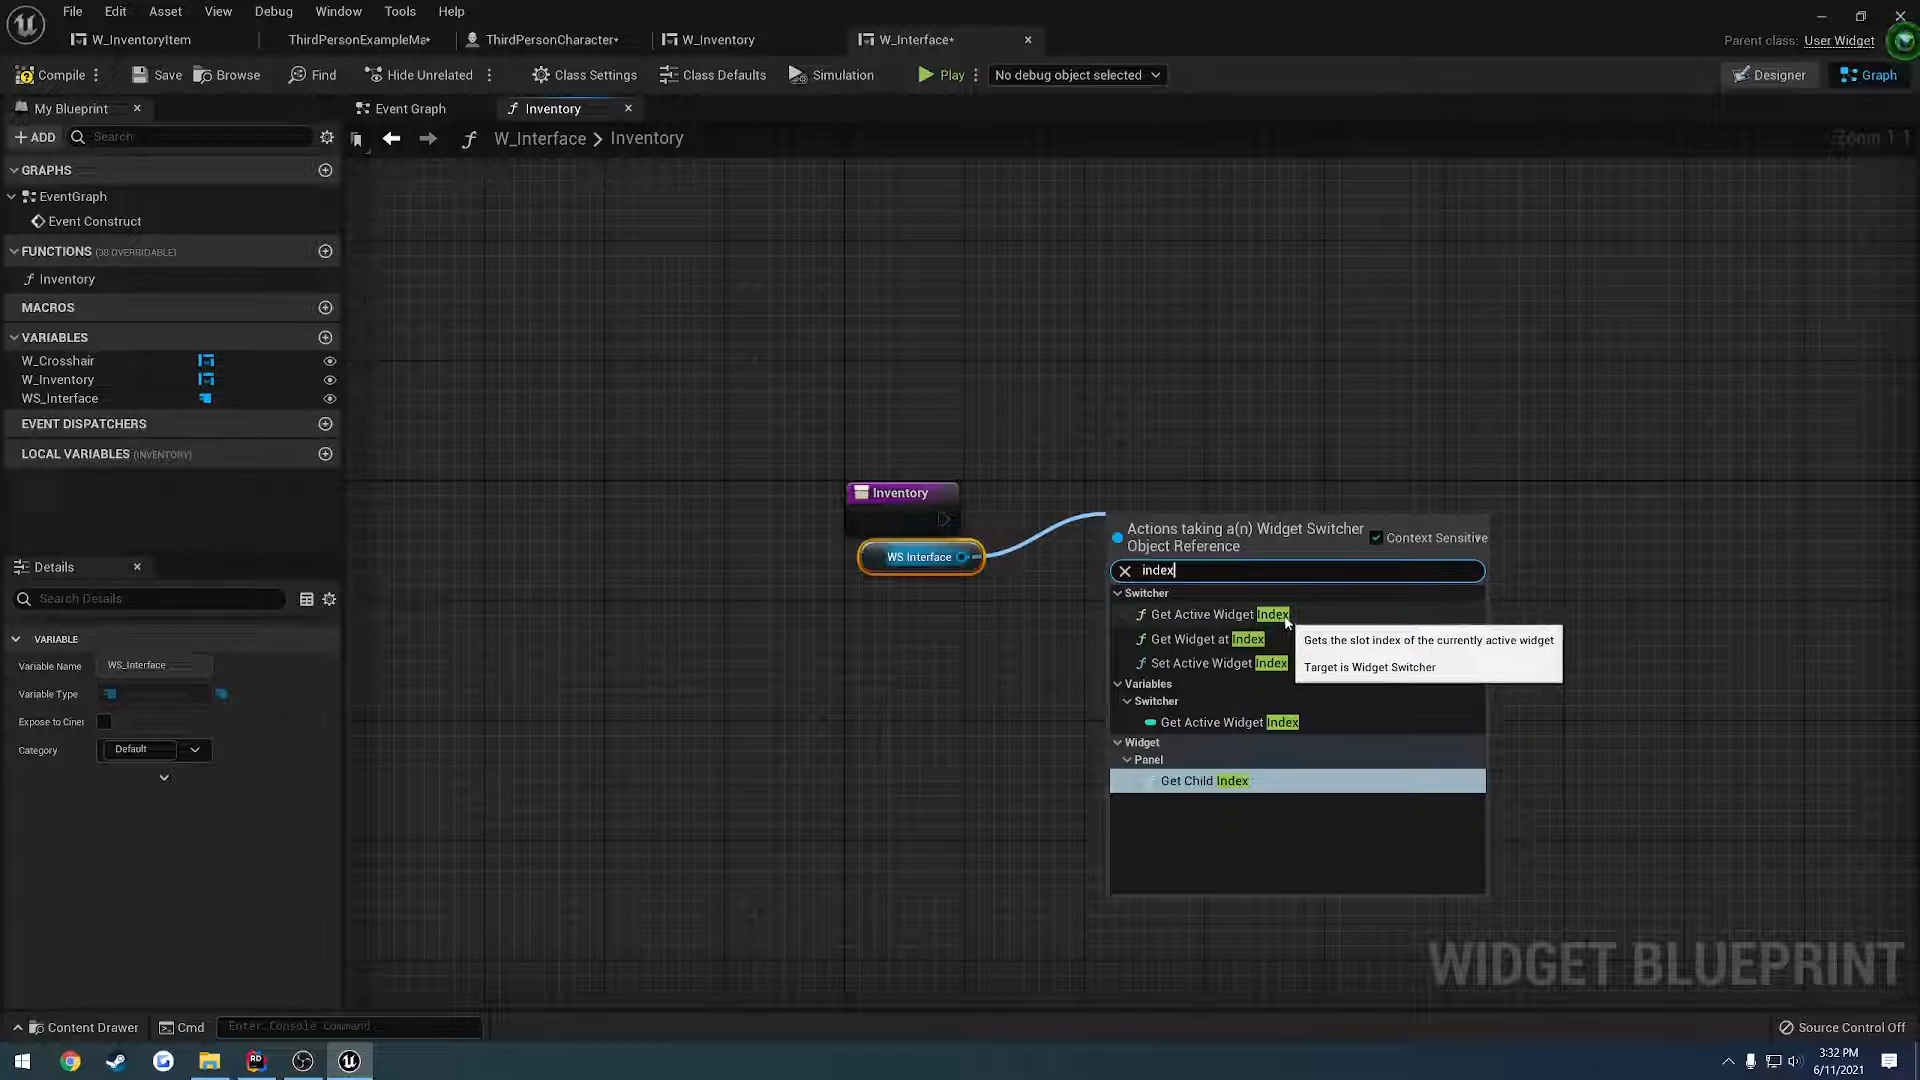 File Edit Asset View Debug Window Tools Help
W_InventoryItem ThirdPersonExampleMa* ThirdPersonCharacter* W_Inventory W_Interface*
Parent class: User Widget
Compile Save Browse Find Hide Unrelated Class Settings Class Defaults Simulation Play No debug object selected Designer Graph
My Blueprint Event Graph Inventory
ADD Search W_Interface > Inventory Zoom 1:1
GRAPHS
EventGraph
Event Construct
FUNCTIONS (38 OVERRIDABLE)
Inventory
MACROS
VARIABLES
W_Crosshair
W_Inventory
WS_Interface
EVENT DISPATCHERS
LOCAL VARIABLES (INVENTORY)
Inventory
WS Interface
Actions taking a(n) Widget Switcher
Object Reference
Context Sensitive
index
Switcher
Get Active Widget Index
Get Widget at Index
Set Active Widget Index
Variables
Switcher
Get Active Widget Index
Widget
Panel
Get Child Index
Gets the slot index of the currently active widget
Target is Widget Switcher
Details
Search Details
VARIABLE
Variable Name WS_Interface
Variable Type
Expose to Ciner
Category Default
WIDGET BLUEPRINT
Content Drawer Cmd Enter Console Command Source Control Off
3:32 PM
6/11/2021